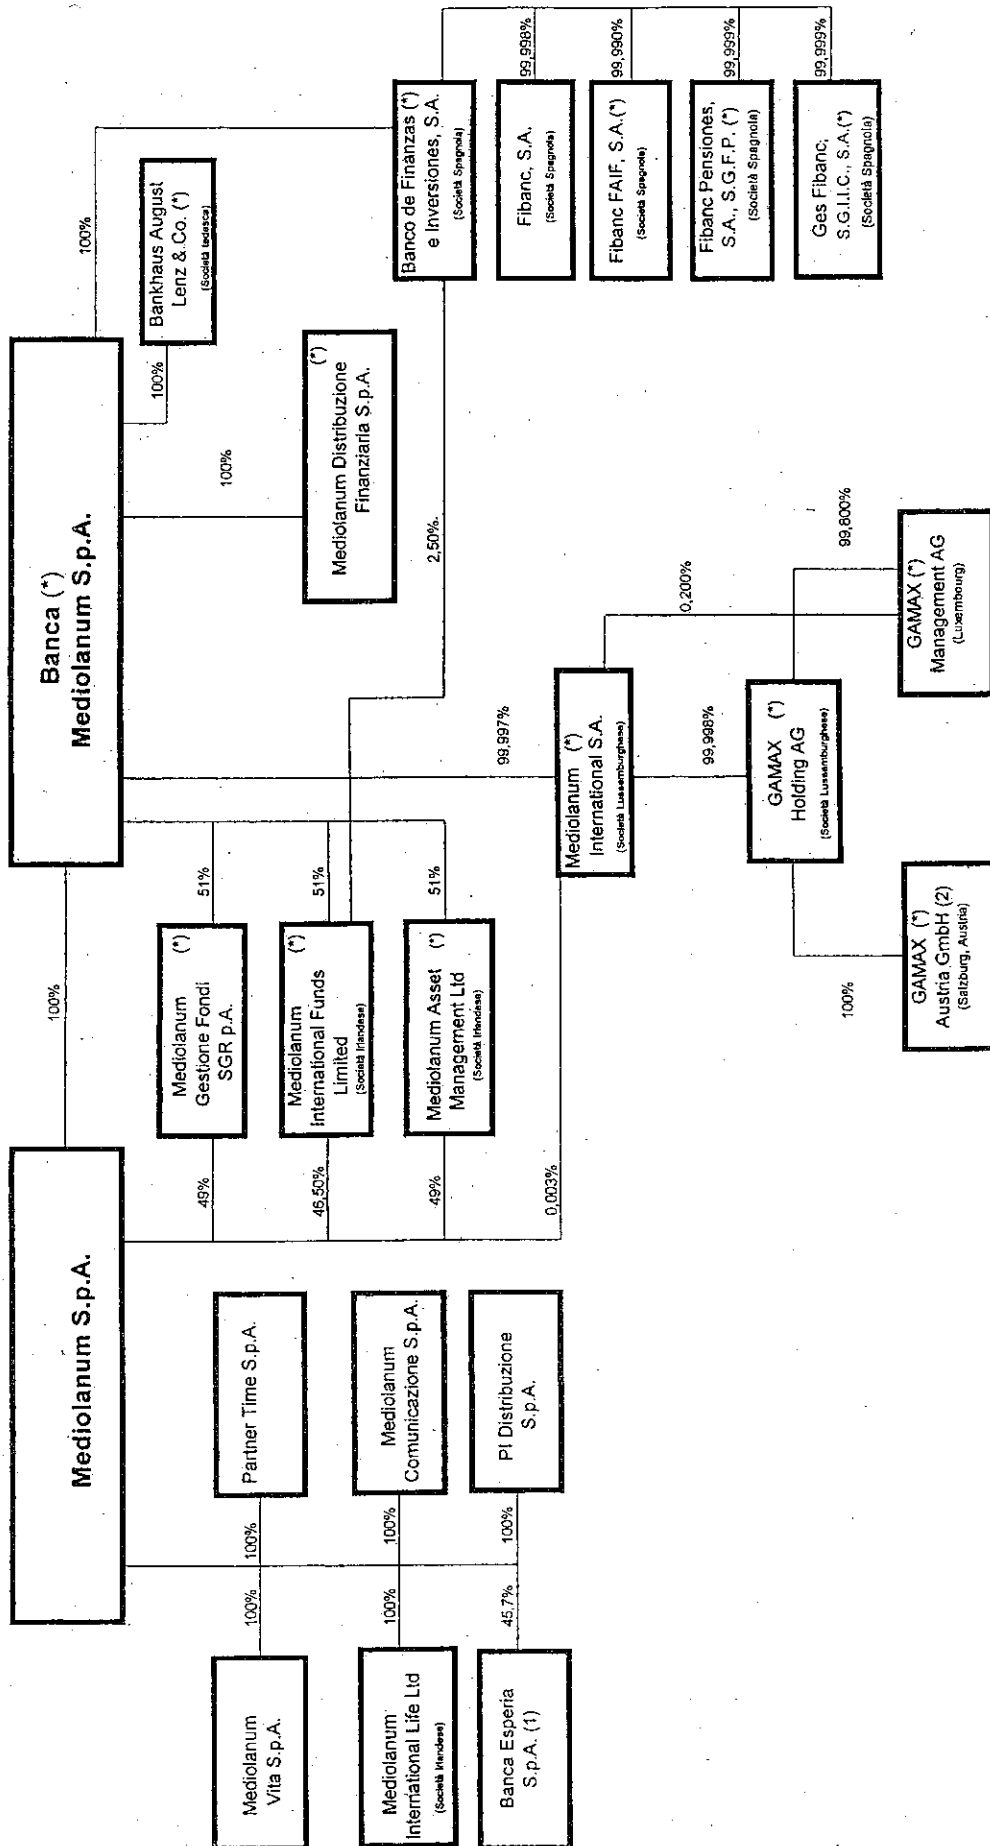 Mediolanum S.p.A.
100%
Banca (*)
Mediolanum S.p.A.
100%
Mediolanum
Vita S.p.A.
100%
100%
Partner Time S.p.A.
Mediolanum
International Life Ltd
(Società Irlandese)
100%
100%
Mediolanum
Comunicazione S.p.A.
Banca Esperia
S.p.A. (1)
45,7%
100%
PI Distribuzione
S.p.A.
49%
Mediolanum (*)
Gestione Fondi
SGR p.A.
51%
46,50%
Mediolanum (*)
International Funds
Limited
(Società Irlandese)
51%
49%
Mediolanum Asset (*)
Management Ltd
(Società Irlandese)
51%
0,003%
99,997%
2,50%.
100%
Mediolanum Distribuzione (*)
Finanziaria S.p.A.
100%
Bankhaus August
Lenz & Co. (*)
(Società tedesca)
Banco de Finanzas (*)
e Inversiones, S.A.
(Società Spagnola)
99,998%
Fibanc, S.A.
(Società Spagnola)
99,990%
Fibanc FAIF, S.A.(*)
(Società Spagnola)
99,999%
Fibanc Pensiones,
S.A., S.G.F.P. (*)
(Società Spagnola)
99,999%
Ges Fibanc,
S.G.I.I.C., S.A.(*)
(Società Spagnola)
Mediolanum (*)
International S.A.
(Società Lussemburghese)
99,998%
0,200%
GAMAX (*)
Holding AG
(Società Lussemburghese)
100%
99,800%
GAMAX (*)
Austria GmbH (2)
(Salzburg, Austria)
GAMAX (*)
Management AG
(Luxembourg)